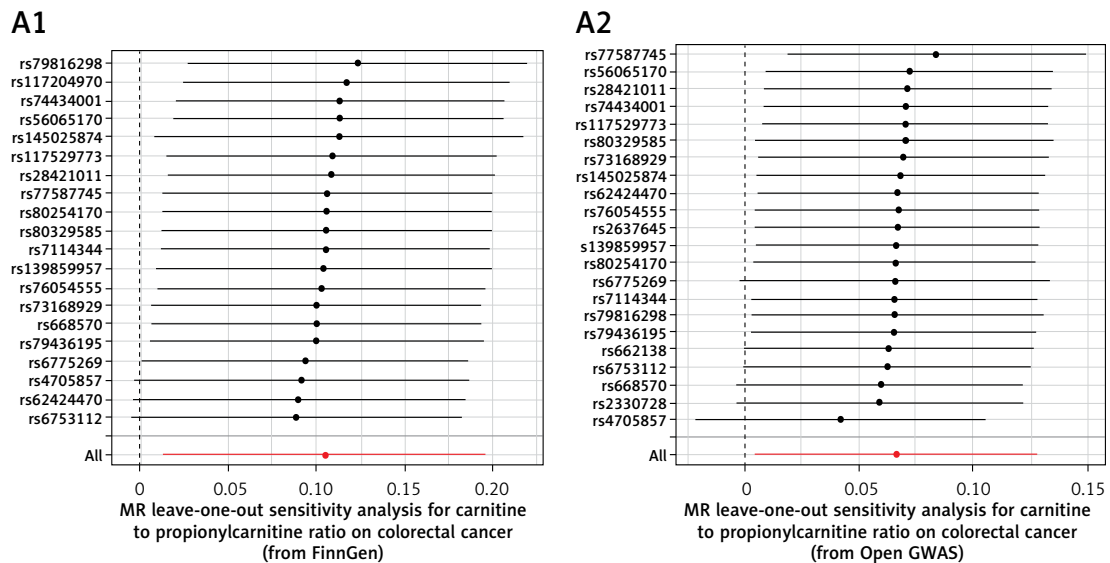 A1
rs79816298
rs117204970
rs74434001
rs56065170
rs145025874
rs117529773
rs28421011
rs77587745
rs80254170
rs80329585
rs7114344
rs139859957
rs76054555
rs73168929
rs668570
rs79436195
rs6775269
rs4705857
rs62424470
rs6753112
All
0 0.05 0.10 0.15 0.20
MR leave-one-out sensitivity analysis for carnitine
to propionylcarnitine ratio on colorectal cancer
(from FinnGen)
A2
rs77587745
rs56065170
rs28421011
rs74434001
rs117529773
rs80329585
rs73168929
rs145025874
rs62424470
rs76054555
rs2637645
s139859957
rs80254170
rs6775269
rs7114344
rs79816298
rs79436195
rs662138
rs6753112
rs668570
rs2330728
rs4705857
All
0 0.05 0.10 0.15
MR leave-one-out sensitivity analysis for carnitine
to propionylcarnitine ratio on colorectal cancer
(from Open GWAS)